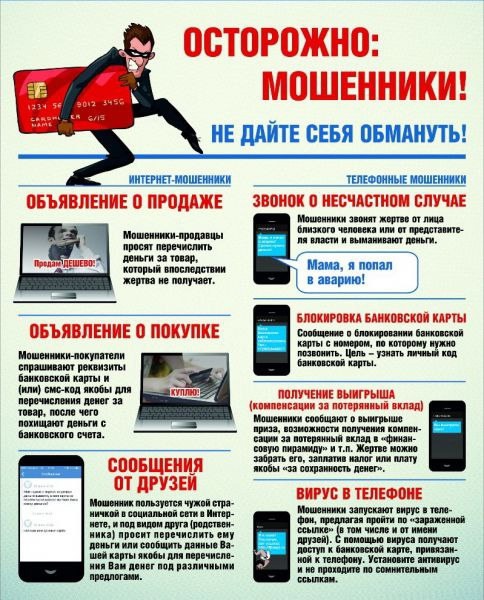 ОСТОРОЖНО:
МОШЕННИКИ!
НЕ ДАЙТЕ СЕБЯ ОБМАНУТЬ!
1234 56 9012 3456
CARDHOLDER
NAME 6/15
ИНТЕРНЕТ-МОШЕННИКИ
ОБЪЯВЛЕНИЕ О ПРОДАЖЕ
Продам ДЕШЕВО!
Мошенники-продавцы
просят перечислить
деньги за товар,
который впоследствии
жертва не получает.
ОБЪЯВЛЕНИЕ О ПОКУПКЕ
Мошенники-покупатели
спрашивают реквизиты
банковской карты и
(или) смс-код якобы для
перечисления денег за
товар, после чего
похищают деньги с
банковского счета.
КУПЛЮ!
СООБЩЕНИЯ
ОТ ДРУЗЕЙ
Мошенник пользуется чужой стра-
ничкой в социальной сети в Интер-
нете, и под видом друга (родствен-
ника) просит перечислить ему
деньги или сообщить данные Ва-
шей карты якобы для перечисле-
ния Вам денег под различными
предлогами.
ТЕЛЕФОННЫЕ МОШЕННИКИ
ЗВОНОК О НЕСЧАСТНОМ СЛУЧАЕ
Мошенники звонят жертве от лица
близкого человека или от представите-
ля власти и выманивают деньги.
Мама, я попал
в аварию!
БЛОКИРОВКА БАНКОВСКОЙ КАРТЫ
Сообщение о блокировании банковской
карты с номером, по которому нужно
позвонить. Цель – узнать личный код
банковской карты.
ПОЛУЧЕНИЕ ВЫИГРЫША
(компенсации за потерянный вклад)
Мошенники сообщают о выигрыше
приза, возможности получения компен-
сации за потерянный вклад в «финан-
совую пирамиду» и т.п. Жертве можно
забрать его, заплатив налог или плату
якобы «за сохранность денег».
ВИРУС В ТЕЛЕФОНЕ
Мошенники запускают вирус в теле-
фон, предлагая пройти по «зараженной
ссылке» (в том числе и от имени
друзей). С помощью вируса получают
доступ к банковской карте, привязан-
ной к телефону. Установите антивирус
и не проходите по сомнительным
ссылкам.